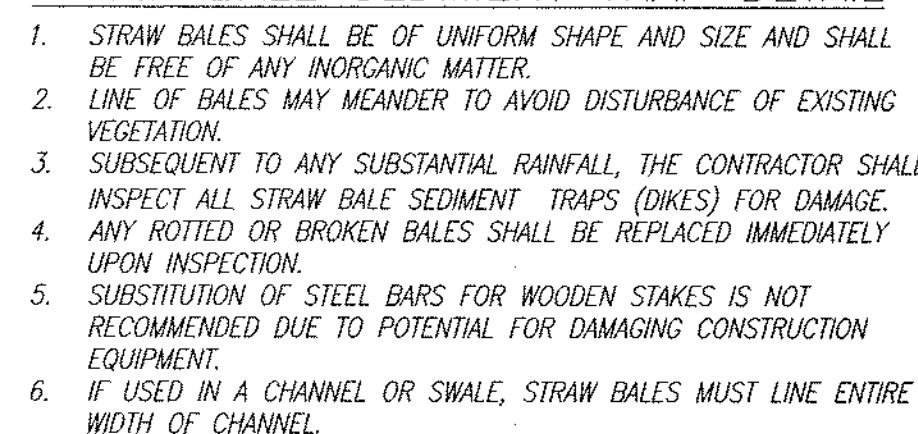 1. STRAW BALES SHALL BE OF UNIFORM SHAPE AND SIZE AND SHALL
BE FREE OF ANY INORGANIC MATTER.
2. LINE OF BALES MAY MEANDER TO AVOID DISTURBANCE OF EXISTING
VEGETATION.
3. SUBSEQUENT TO ANY SUBSTANTIAL RAINFALL, THE CONTRACTOR SHALL
INSPECT ALL STRAW BALE SEDIMENT TRAPS (DIKES) FOR DAMAGE.
4. ANY ROTTED OR BROKEN BALES SHALL BE REPLACED IMMEDIATELY
UPON INSPECTION.
5. SUBSTITUTION OF STEEL BARS FOR WOODEN STAKES IS NOT
RECOMMENDED DUE TO POTENTIAL FOR DAMAGING CONSTRUCTION
EQUIPMENT.
6. IF USED IN A CHANNEL OR SWALE, STRAW BALES MUST LINE ENTIRE
WIDTH OF CHANNEL.